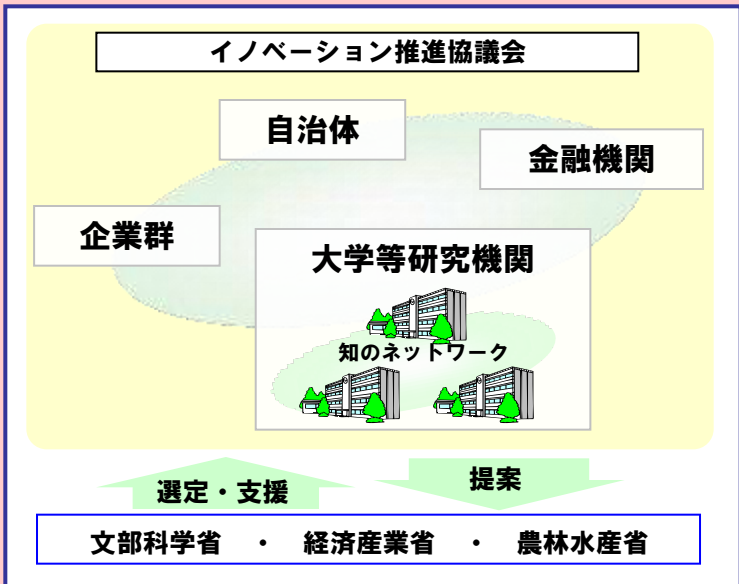 イノベーション推進協議会
自治体
金融機関
企業群
大学等研究機関
知のネットワーク
選定・支援
提案
文部科学省　・　経済産業省　・　農林水産省